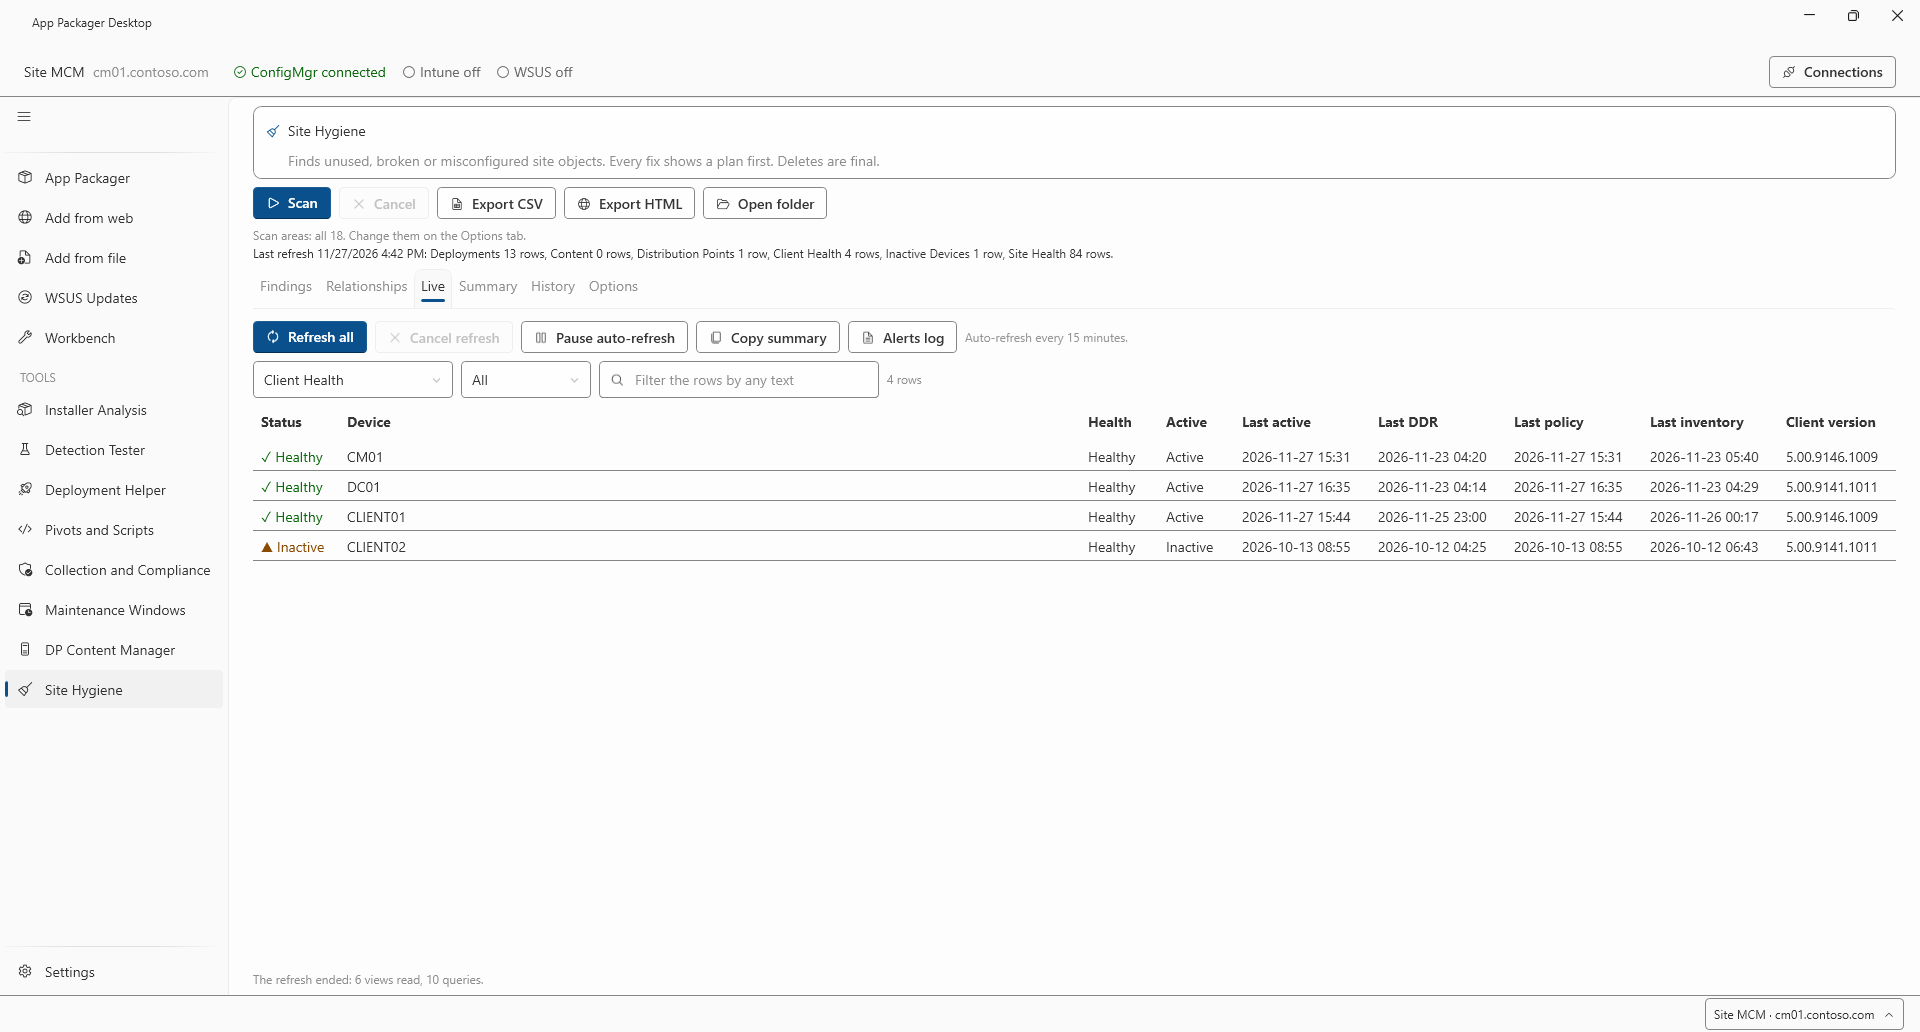 App Packager Desktop
Site MCM cm01.contoso.com ConfigMgr connected Intune off WSUS off Connections
Site Hygiene
Finds unused, broken or misconfigured site objects. Every fix shows a plan first. Deletes are final.
App Packager
Add from web
Add from file
WSUS Updates
Workbench
TOOLS
Installer Analysis
Detection Tester
Deployment Helper
Pivots and Scripts
Collection and Compliance
Maintenance Windows
DP Content Manager
Site Hygiene
Settings
Scan Cancel Export CSV Export HTML Open folder
Scan areas: all 18. Change them on the Options tab.
Last refresh 11/27/2026 4:42 PM: Deployments 13 rows, Content 0 rows, Distribution Points 1 row, Client Health 4 rows, Inactive Devices 1 row, Site Health 84 rows.
Findings Relationships Live Summary History Options
Refresh all Cancel refresh Pause auto-refresh Copy summary Alerts log Auto-refresh every 15 minutes.
Client Health All Filter the rows by any text 4 rows
Status Device Health Active Last active Last DDR Last policy Last inventory Client version
✓ Healthy CM01 Healthy Active 2026-11-27 15:31 2026-11-23 04:20 2026-11-27 15:31 2026-11-23 05:40 5.00.9146.1009
✓ Healthy DC01 Healthy Active 2026-11-27 16:35 2026-11-23 04:14 2026-11-27 16:35 2026-11-23 04:29 5.00.9141.1011
✓ Healthy CLIENT01 Healthy Active 2026-11-27 15:44 2026-11-25 23:00 2026-11-27 15:44 2026-11-26 00:17 5.00.9146.1009
▲ Inactive CLIENT02 Healthy Inactive 2026-10-13 08:55 2026-10-12 04:25 2026-10-13 08:55 2026-10-12 06:43 5.00.9141.1011
The refresh ended: 6 views read, 10 queries.
Site MCM · cm01.contoso.com